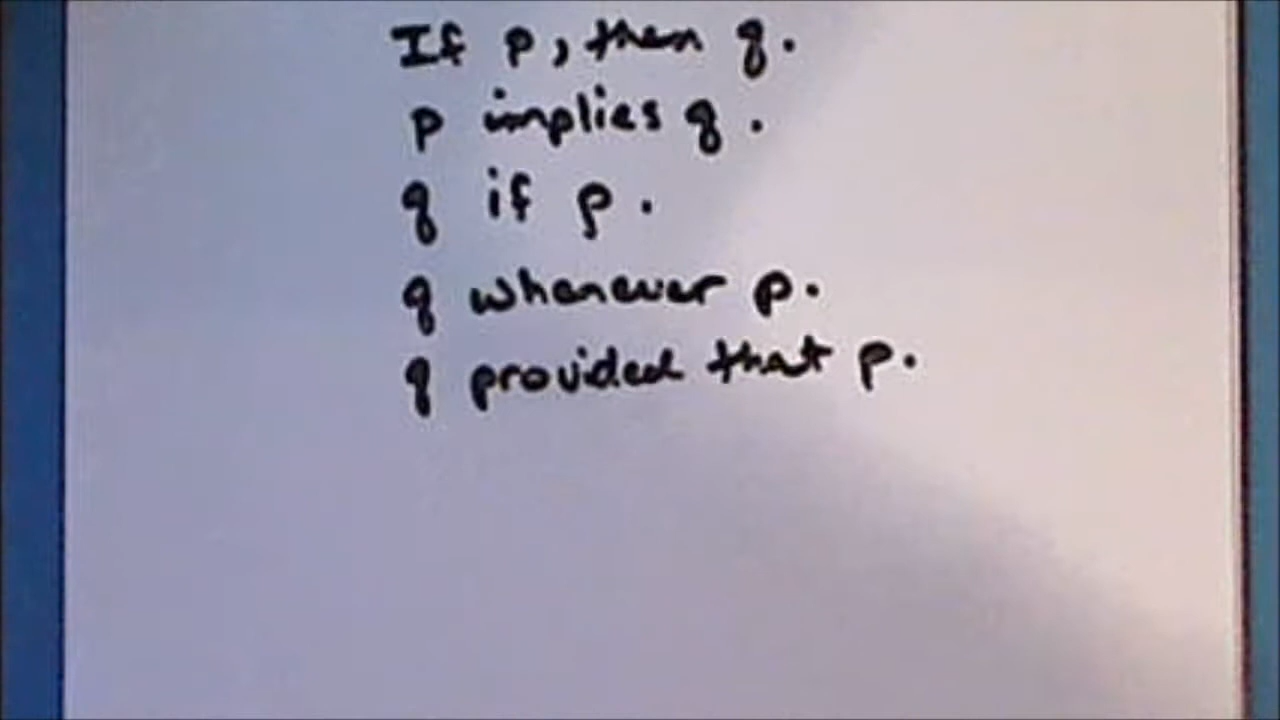 If p, then q.
p implies q.
q if p.
q whenever p.
q provided that p.